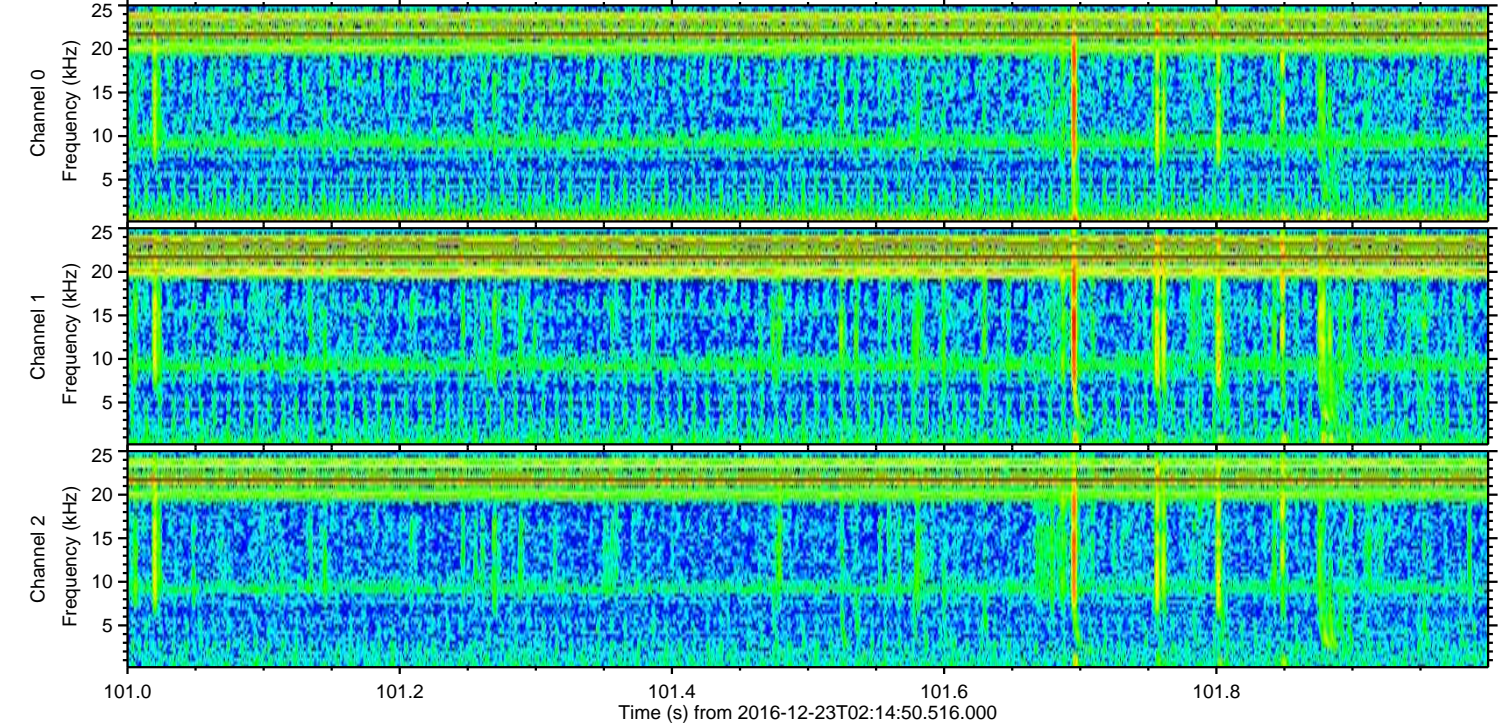 25
20
15
10
5
Channel 0
Frequency (kHz)
25
20
15
10
5
Channel 1
Frequency (kHz)
25
20
15
10
5
Channel 2
Frequency (kHz)
101.0 101.2 101.4 101.6 101.8
Time (s) from 2016-12-23T02:14:50.516.000